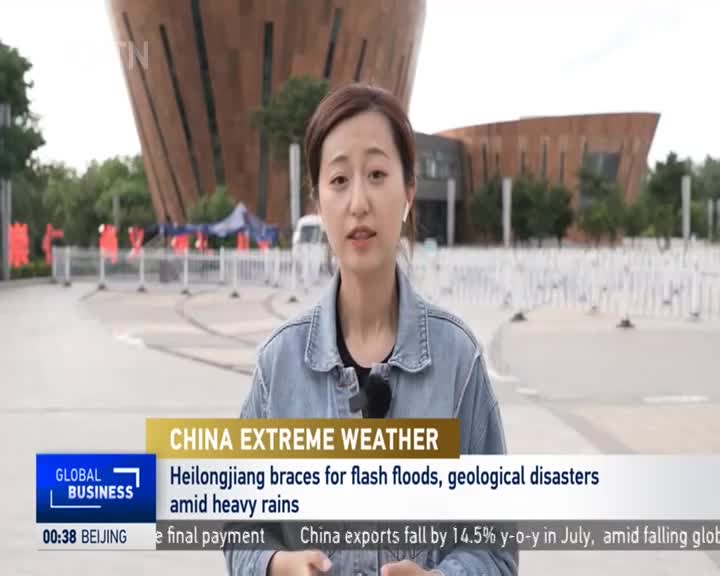 CHINA EXTREME WEATHER
Heilongjiang braces for flash floods, geological disasters
amid heavy rains
GLOBAL
BUSINESS
00:38 BEIJING
final payment China exports fall by 14.5% y-o-y in July, amid falling